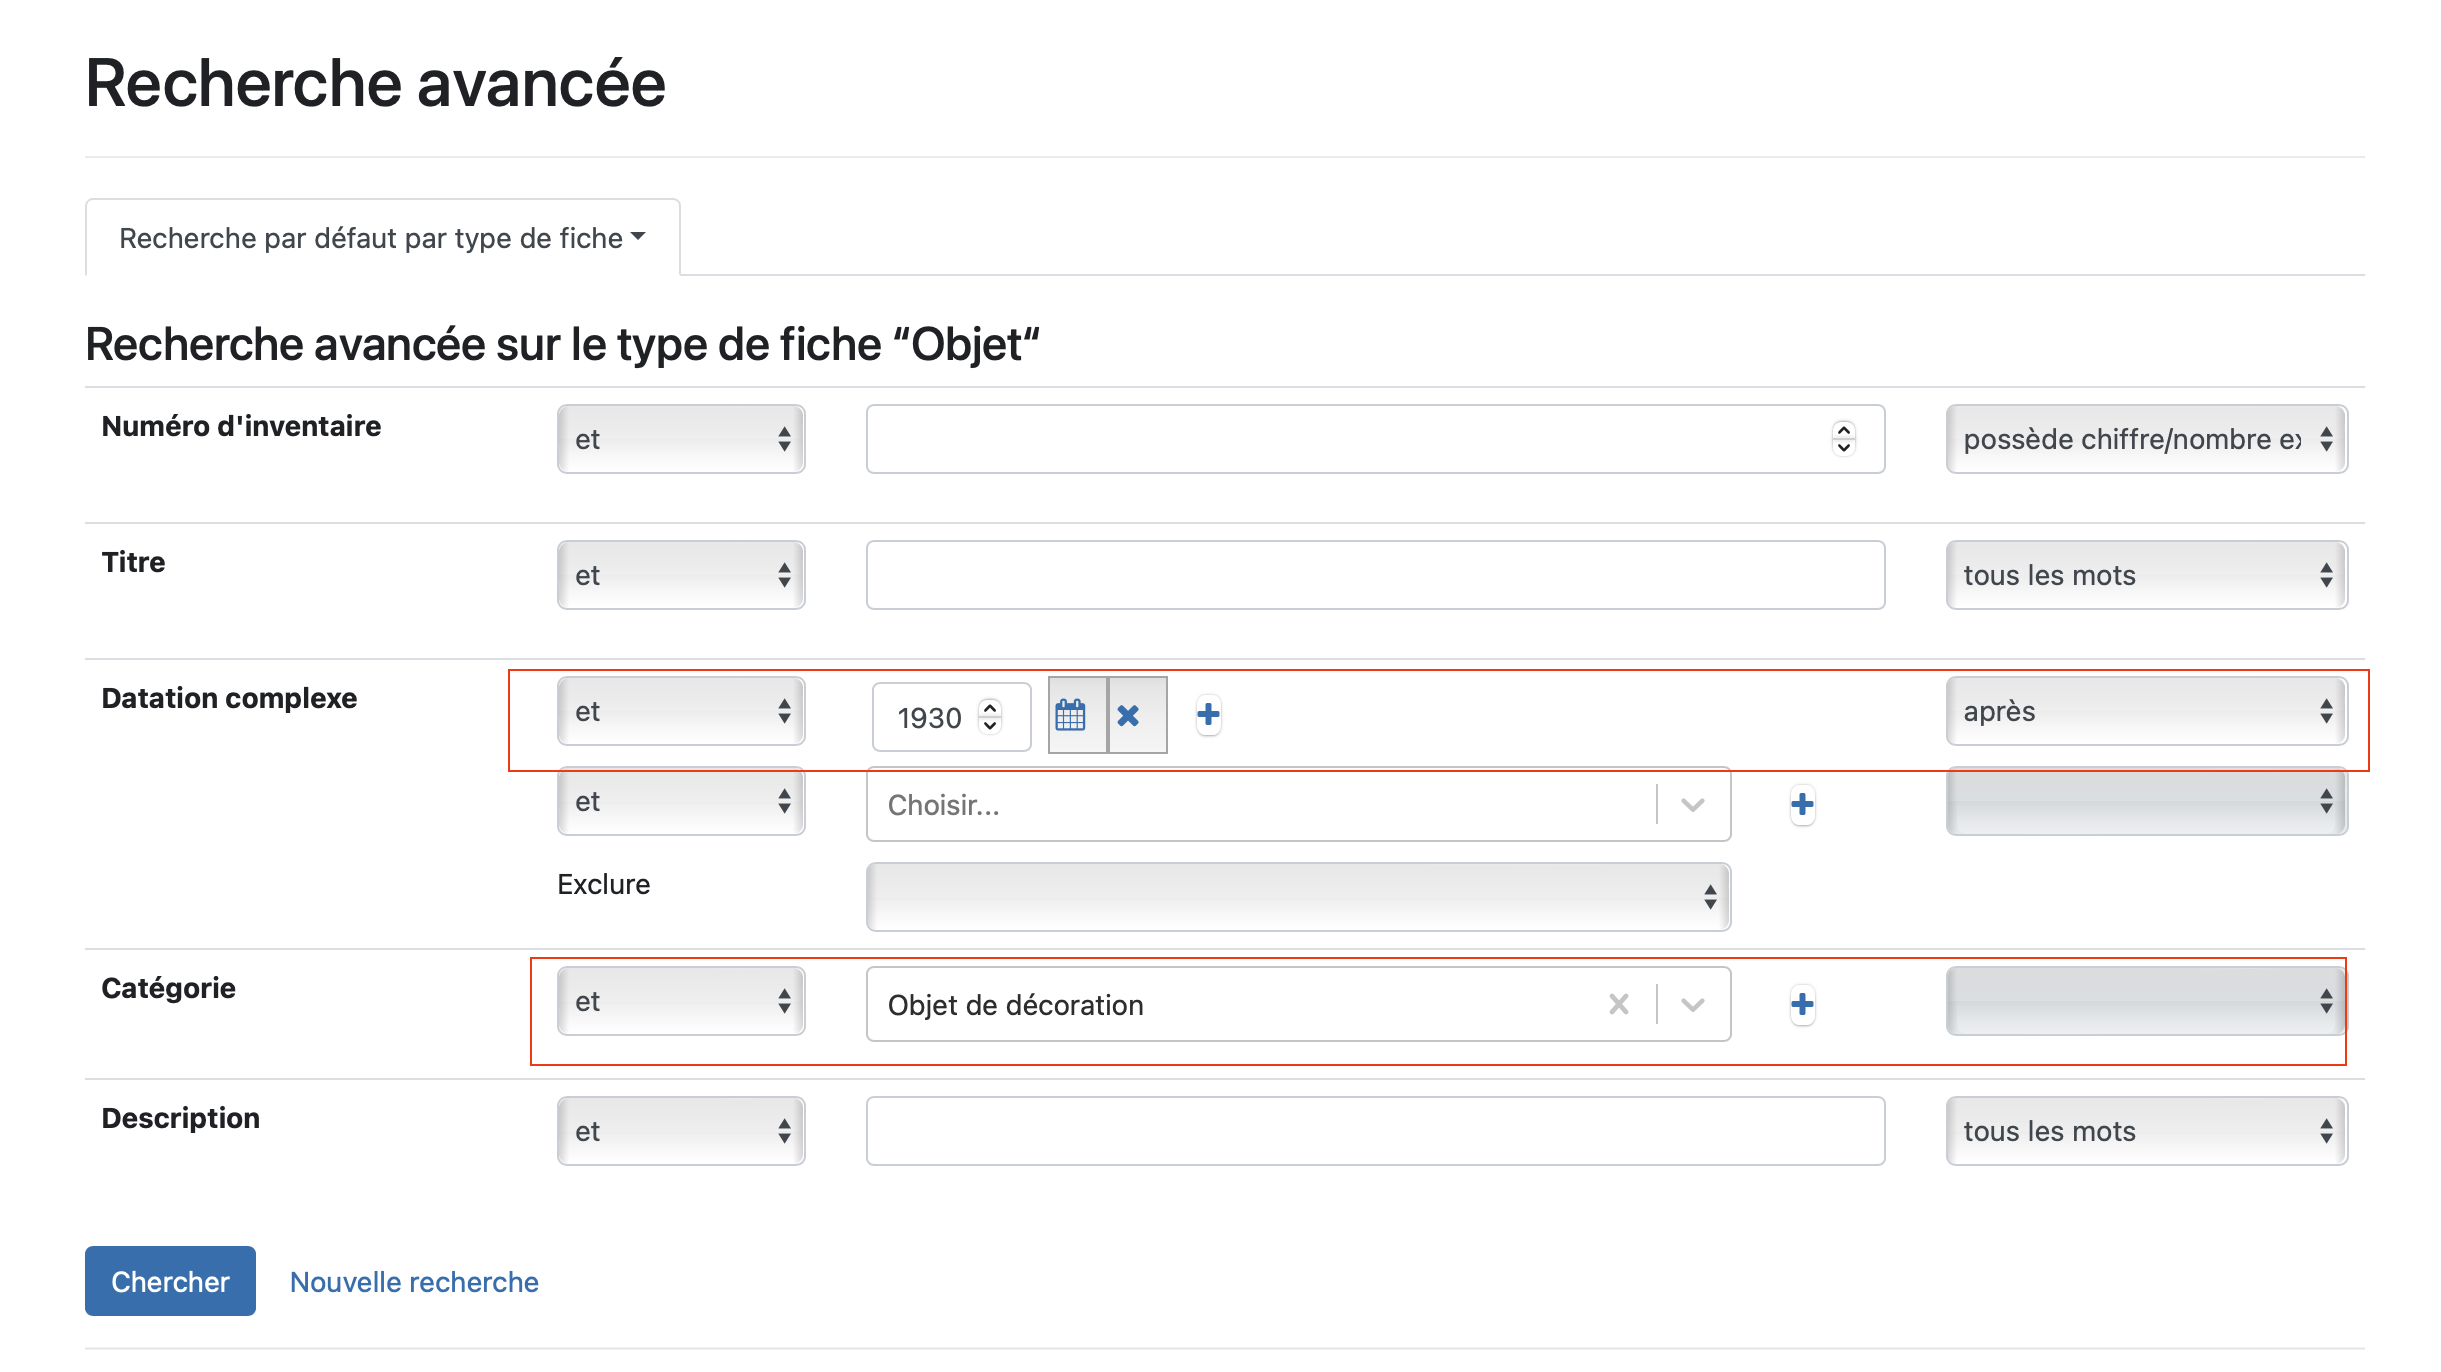 Recherche avancée
Recherche par défaut par type de fiche
Recherche avancée sur le type de fiche “Objet“
Numéro d'inventaire et possède chiffre/nombre ex
Titre et tous les mots
Datation complexe et 1930 après
et Choisir...
Exclure
Catégorie et Objet de décoration
Description et tous les mots
Chercher Nouvelle recherche